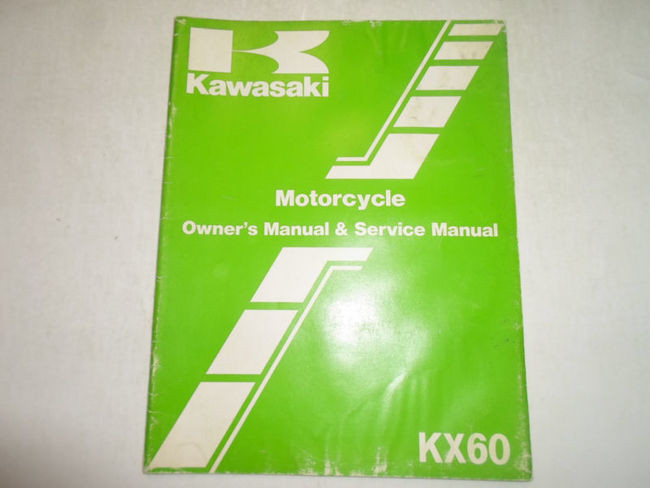 Kawasaki
Motorcycle
Owner's Manual & Service Manual
KX60